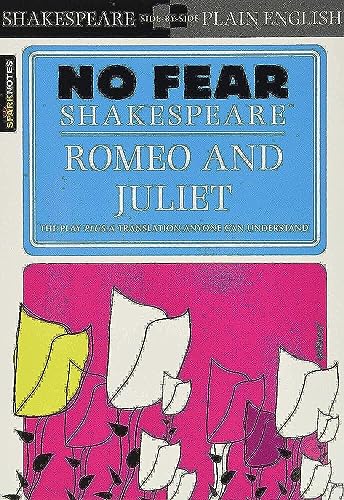 SHAKESPEARE SIDE-BY-SIDE PLAIN ENGLISH
SPARKNOTES
NO FEAR
SHAKESPEARE™
ROMEO AND
JULIET
THE PLAY PLUS A TRANSLATION ANYONE CAN UNDERSTAND